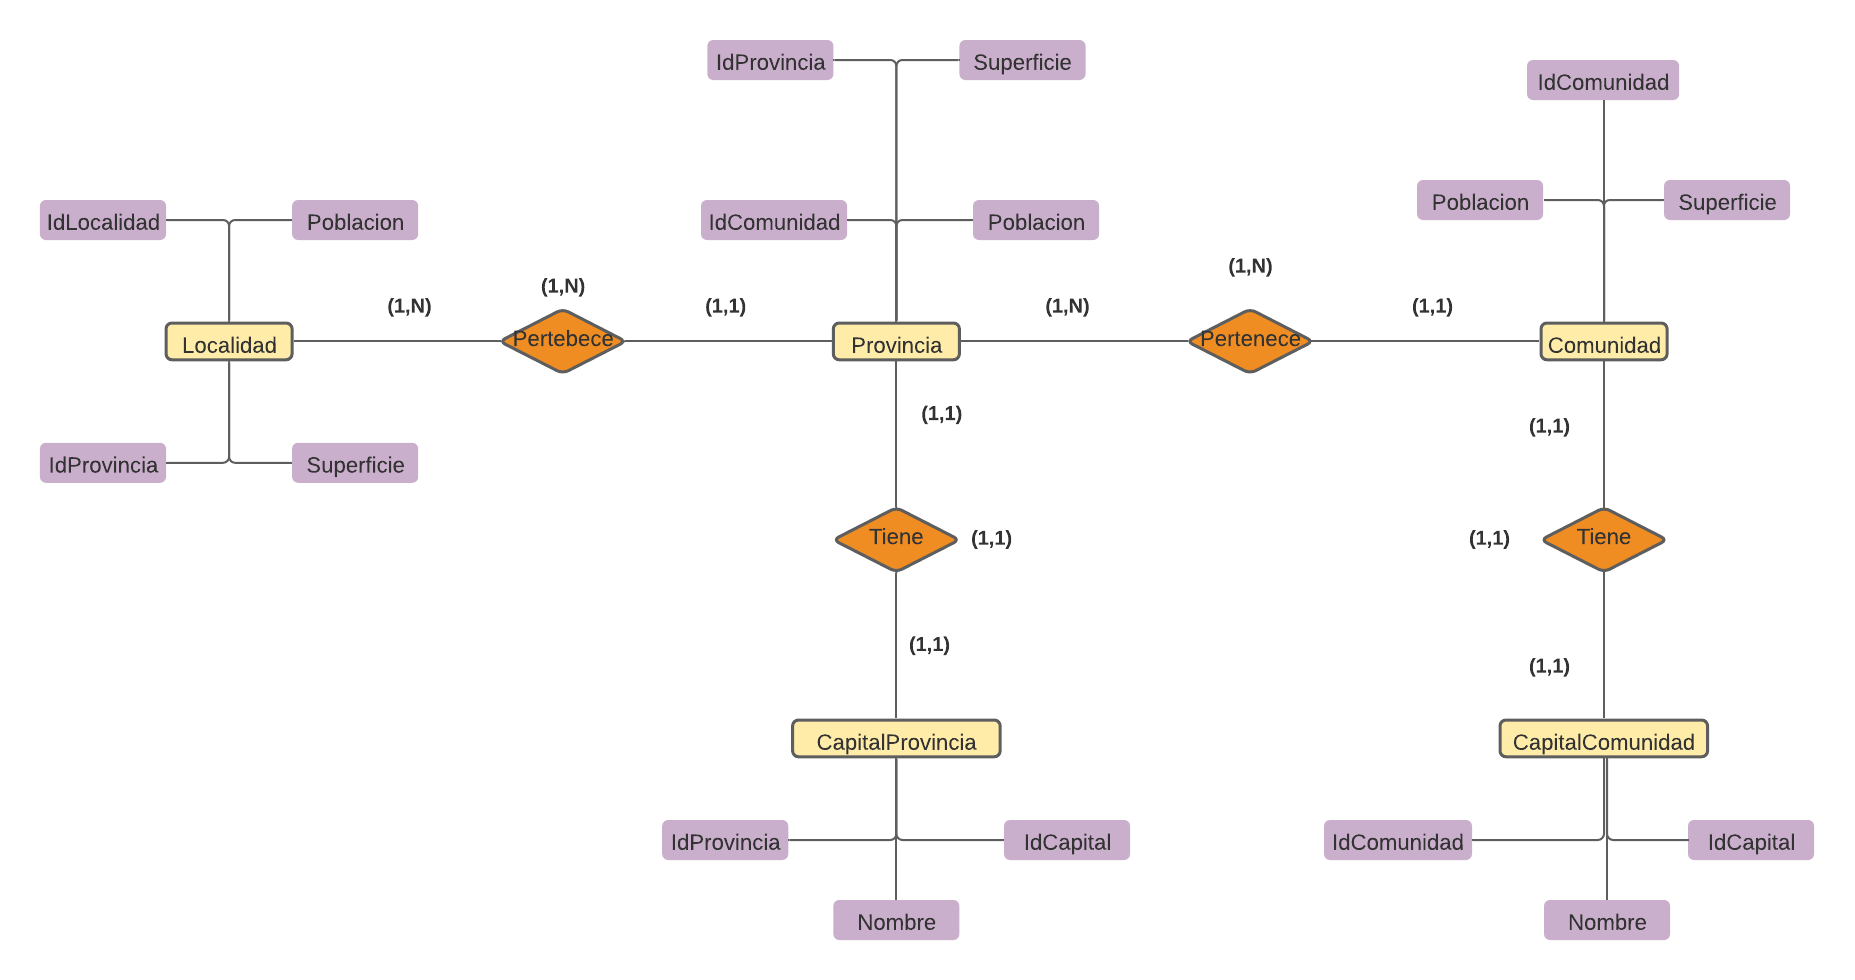 IdProvincia
Superficie
IdComunidad
Poblacion
Superficie
IdLocalidad
Poblacion
IdComunidad
Poblacion
(1,N)
(1,N)
(1,N)
(1,1)
(1,N)
(1,1)
Localidad
Pertebece
Provincia
Pertenece
Comunidad
(1,1)
(1,1)
IdProvincia
Superficie
Tiene
(1,1)
(1,1)
Tiene
(1,1)
(1,1)
CapitalProvincia
CapitalComunidad
IdProvincia
IdCapital
IdComunidad
IdCapital
Nombre
Nombre